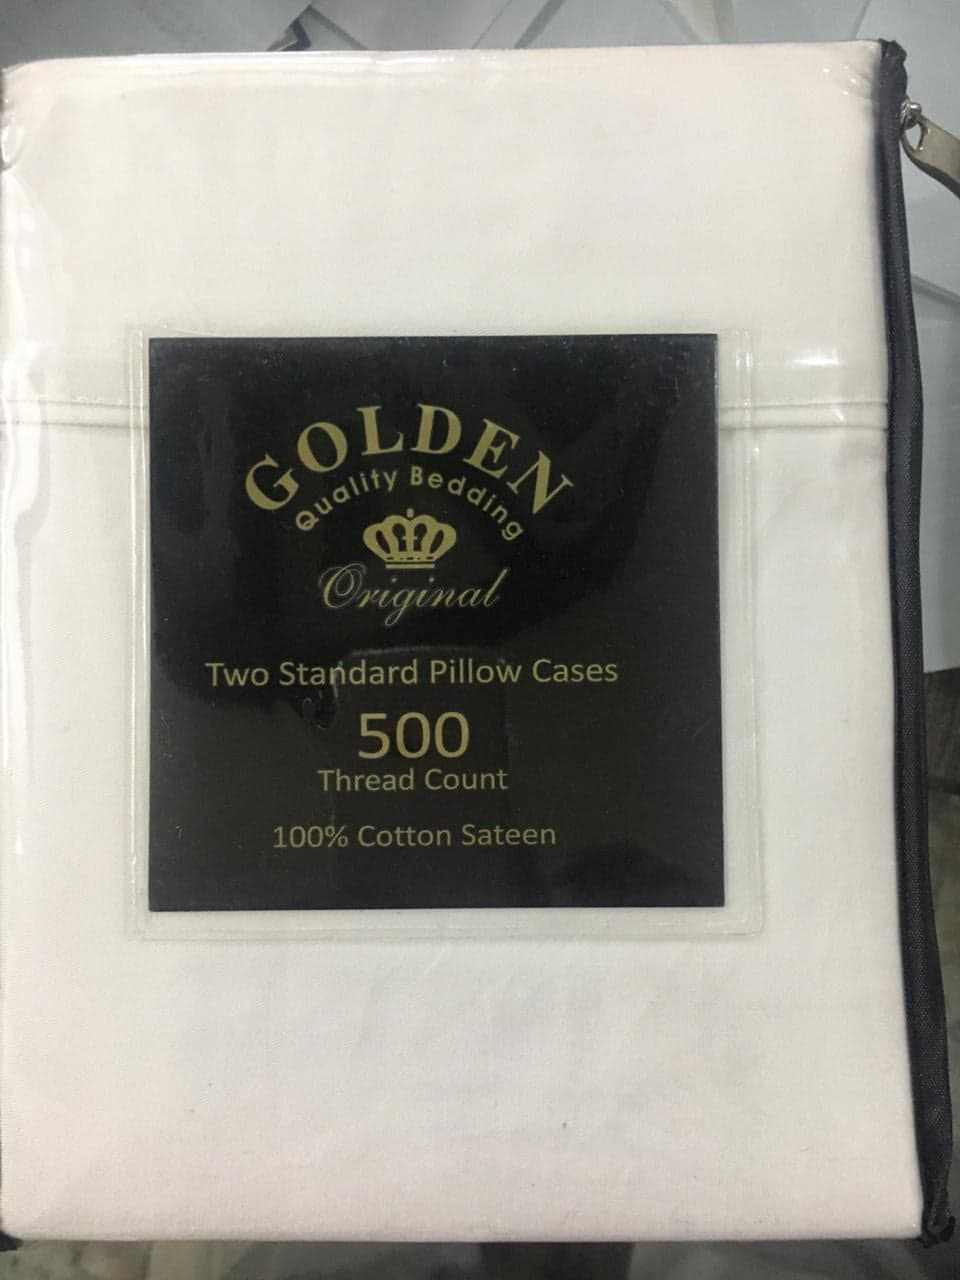 GOLDEN
Quality Bedding
Original
Two Standard Pillow Cases
500
Thread Count
100% Cotton Sateen